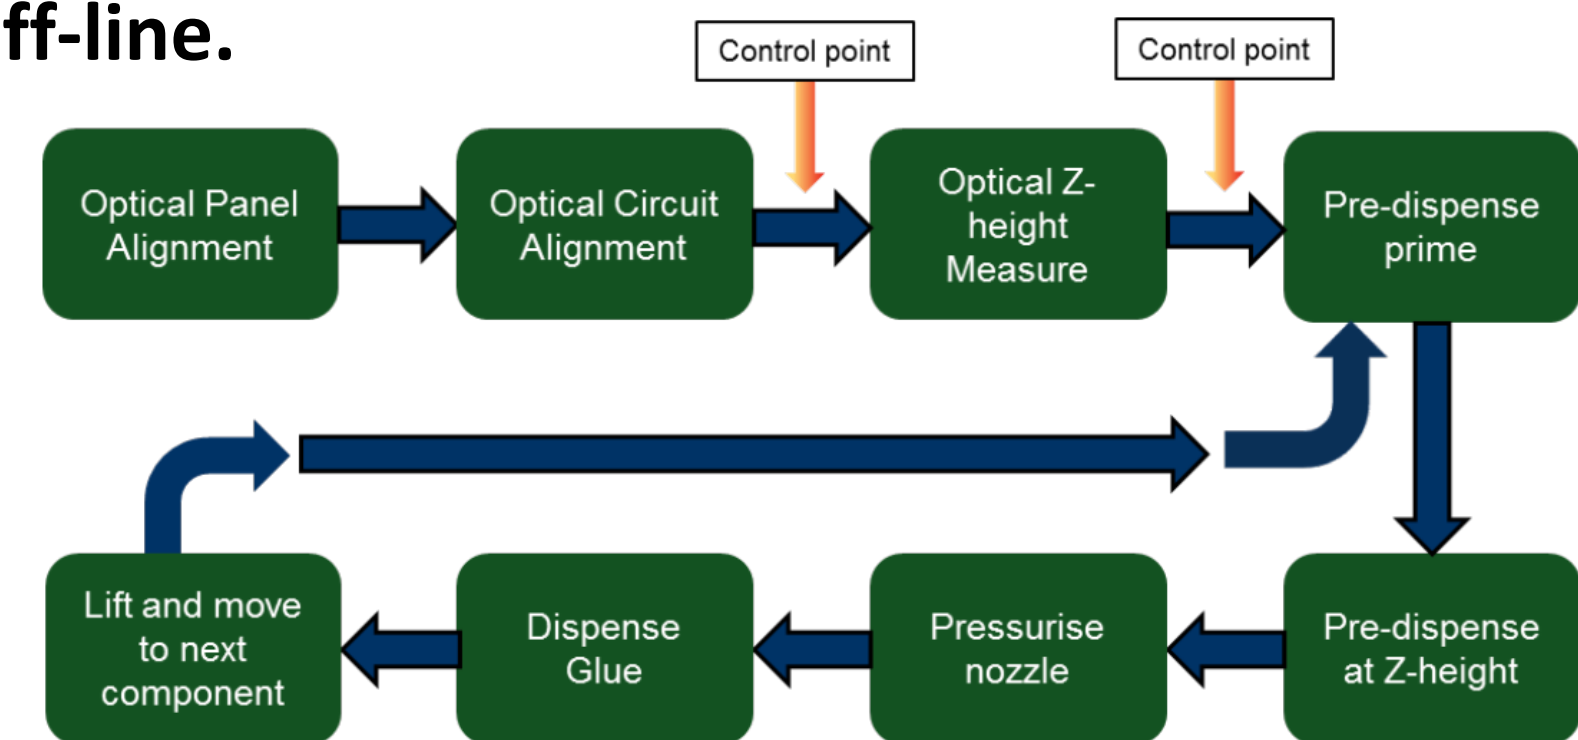 ff-line.
Control point
Control point
Optical Panel
Alignment
Optical Circuit
Alignment
Optical Z-
height
Measure
Pre-dispense
prime
Lift and move
to next
component
Dispense
Glue
Pressurise
nozzle
Pre-dispense
at Z-height